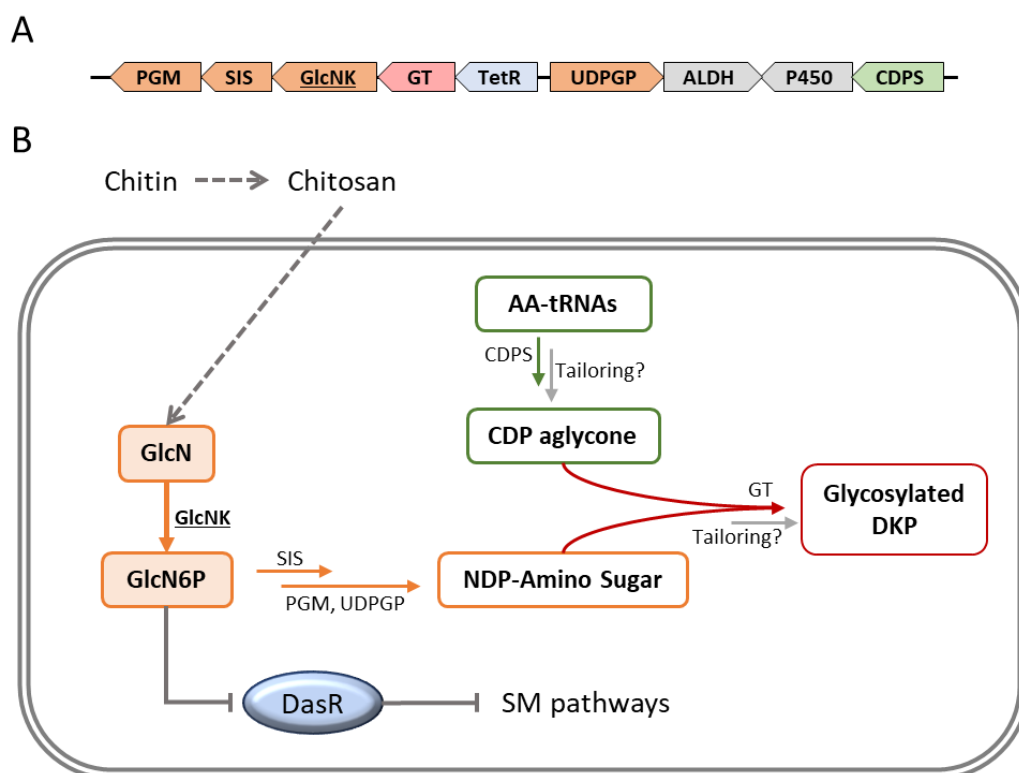 A
PGM SIS GlcNK GT TetR UDPGP ALDH P450 CDPS
B
Chitin Chitosan
AA-tRNAs
CDPS
Tailoring?
CDP aglycone
GlcN
GlcNK
GlcN6P
SIS
PGM, UDPGP
NDP-Amino Sugar
GT
Tailoring?
Glycosylated
DKP
DasR
SM pathways